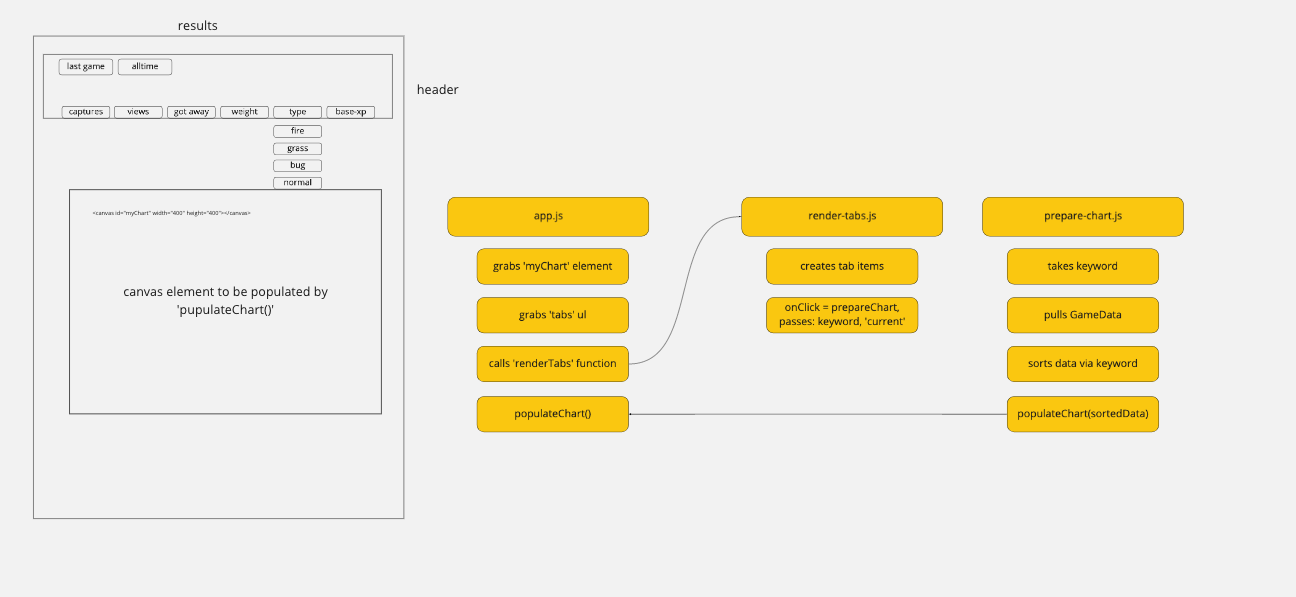 results
last game
alltime
header
captures
views
got away
weight
type
base-xp
fire
grass
bug
normal
<canvas id="myChart" width="400" height="400"></canvas>
canvas element to be populated by
'pupulateChart()'
app.js
grabs 'myChart' element
grabs 'tabs' ul
calls 'renderTabs' function
populateChart()
render-tabs.js
creates tab items
onClick = prepareChart,
passes: keyword, 'current'
prepare-chart.js
takes keyword
pulls GameData
sorts data via keyword
populateChart(sortedData)